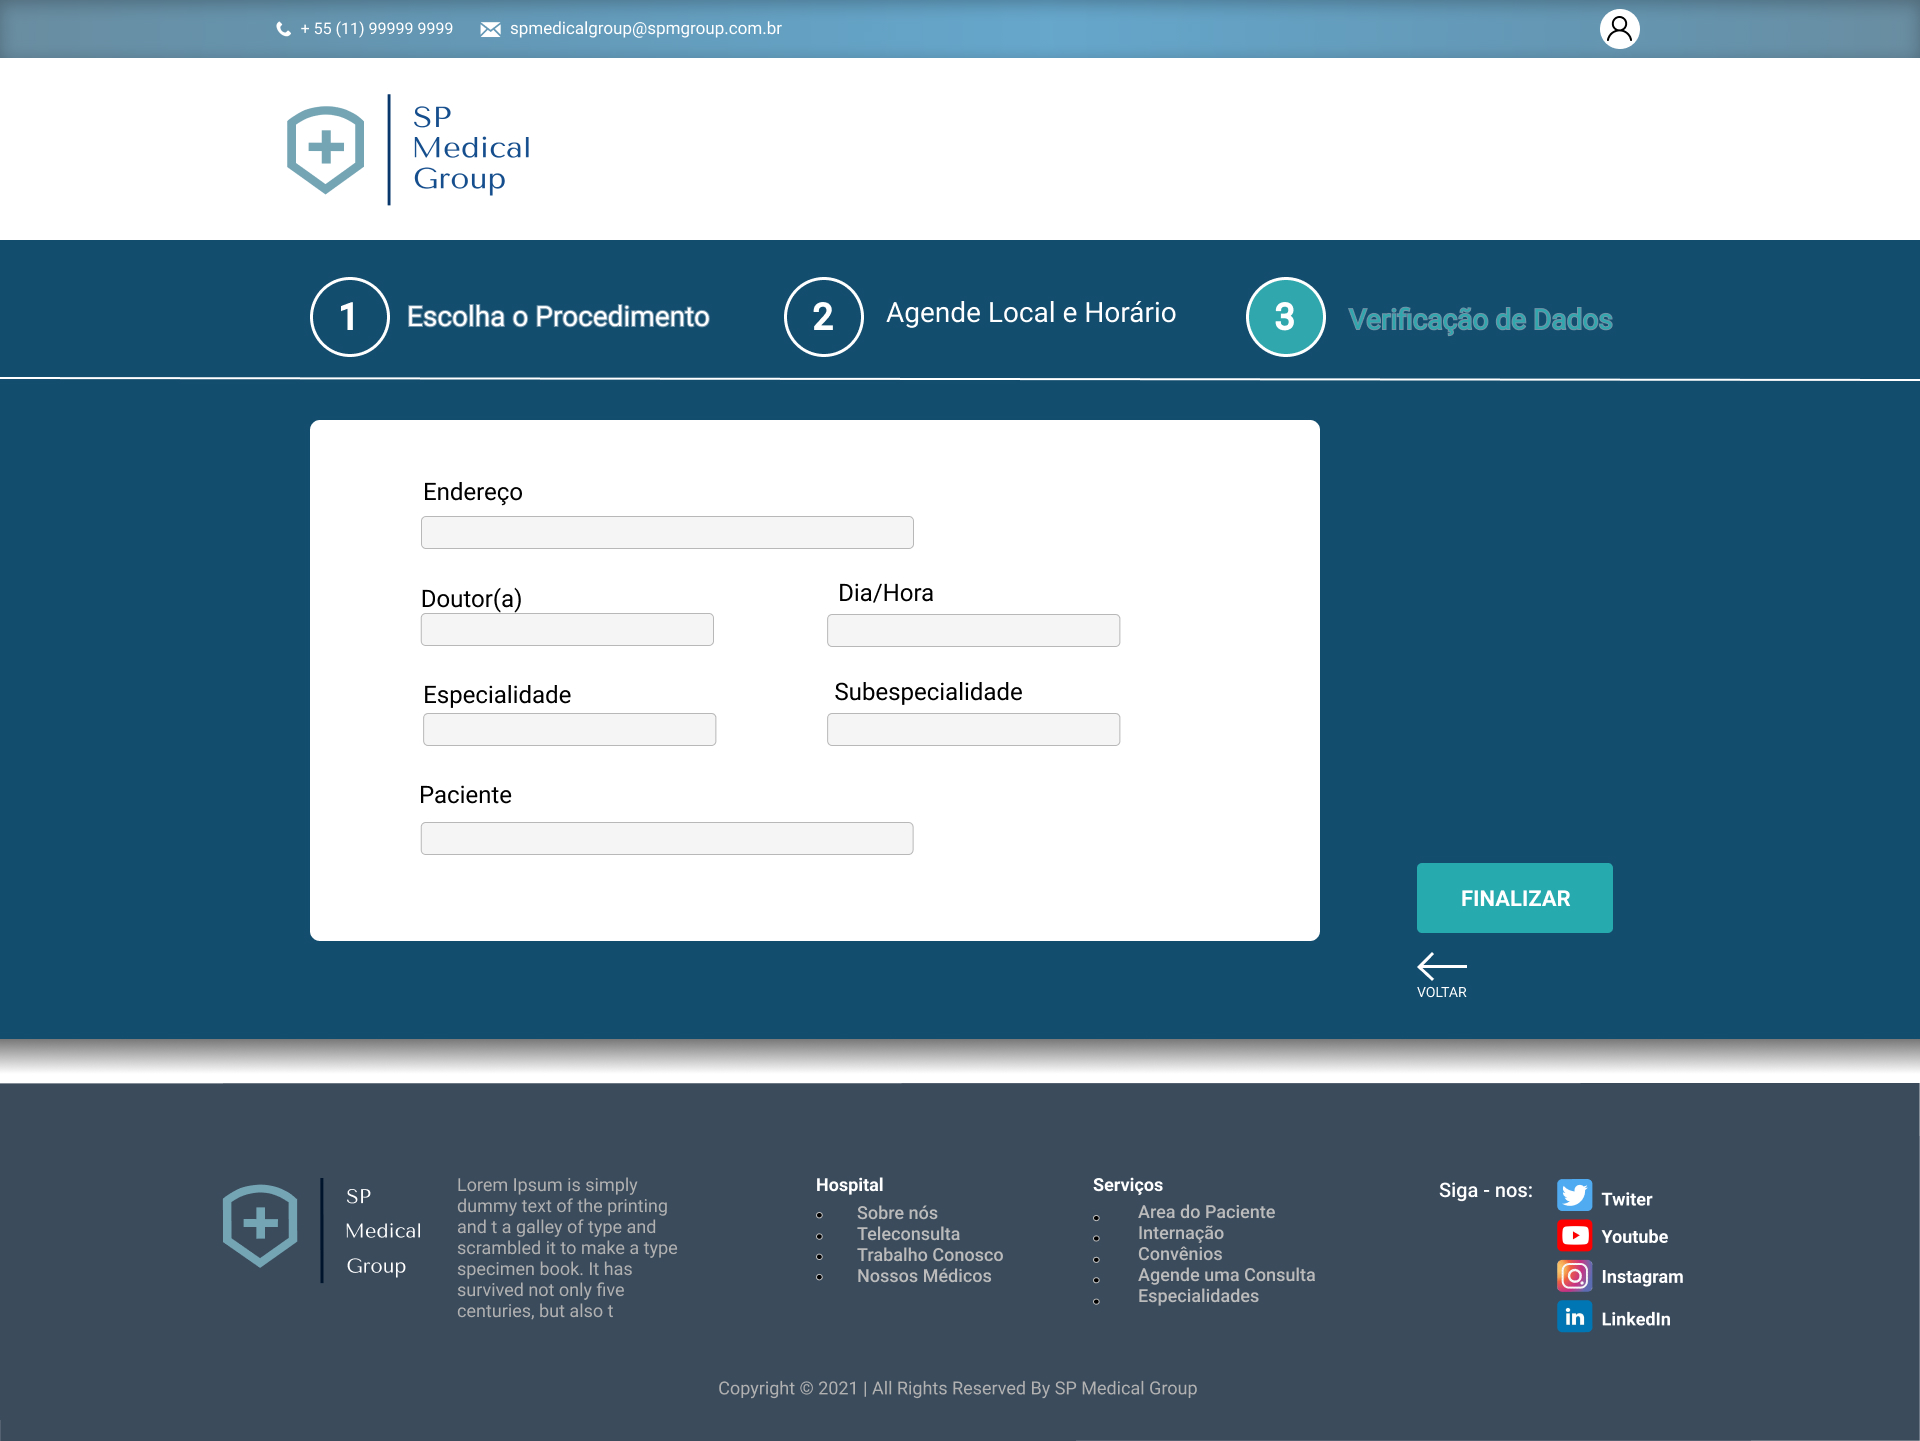 + 55 (11) 99999 9999 spmedicalgroup@spmgroup.com.br
SP
Medical
Group
1 Escolha o Procedimento 2 Agende Local e Horário 3 Verificação de Dados
Endereço
Doutor(a) Dia/Hora
Especialidade Subespecialidade
Paciente
FINALIZAR
VOLTAR
SP
Medical
Group
Lorem Ipsum is simply
dummy text of the printing
and t a galley of type and
scrambled it to make a type
specimen book. It has
survived not only five
centuries, but also t
Hospital
Sobre nós
Teleconsulta
Trabalho Conosco
Nossos Médicos
Serviços
Area do Paciente
Internação
Convênios
Agende uma Consulta
Especialidades
Siga - nos:
Twiter
Youtube
Instagram
in LinkedIn
Copyright © 2021 | All Rights Reserved By SP Medical Group